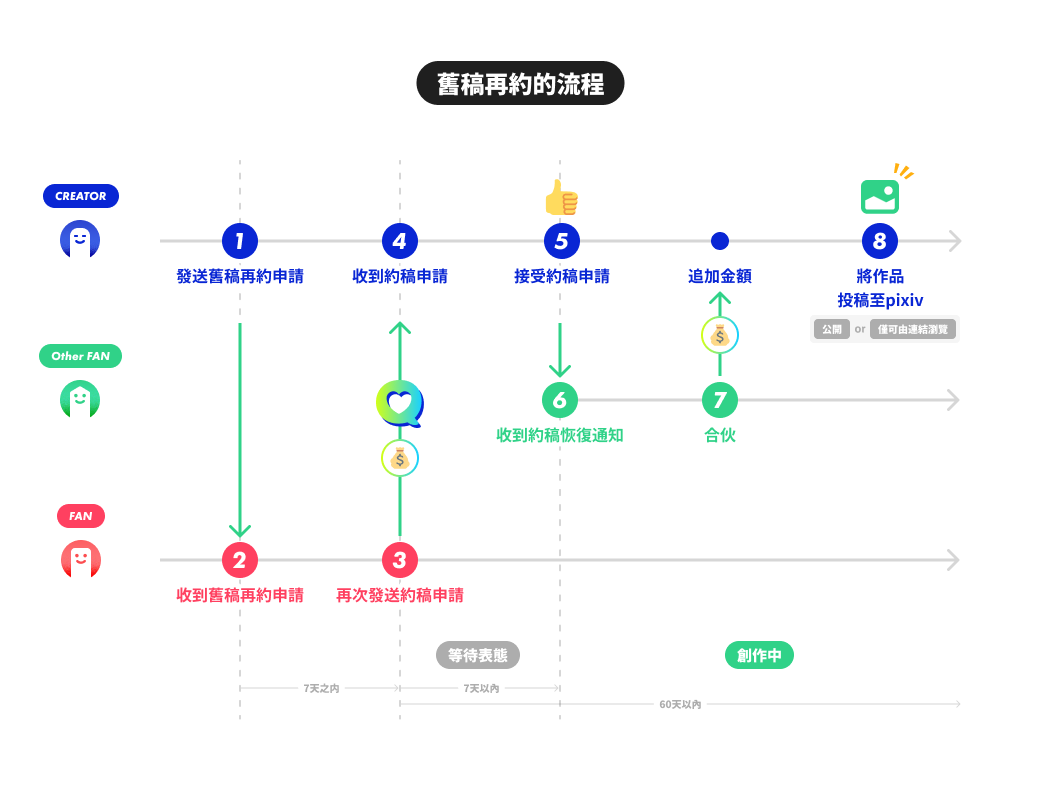 舊稿再約的流程
CREATOR
1
4
5
8
發送舊稿再約申請
收到約稿申請
接受約稿申請
追加金額
將作品
投稿至pixiv
公開 or 僅可由連結瀏覽
Other FAN
6
7
收到約稿恢復通知
合伙
FAN
2
3
收到舊稿再約申請
再次發送約稿申請
等待表態
創作中
7天之内
7天以內
60天以內